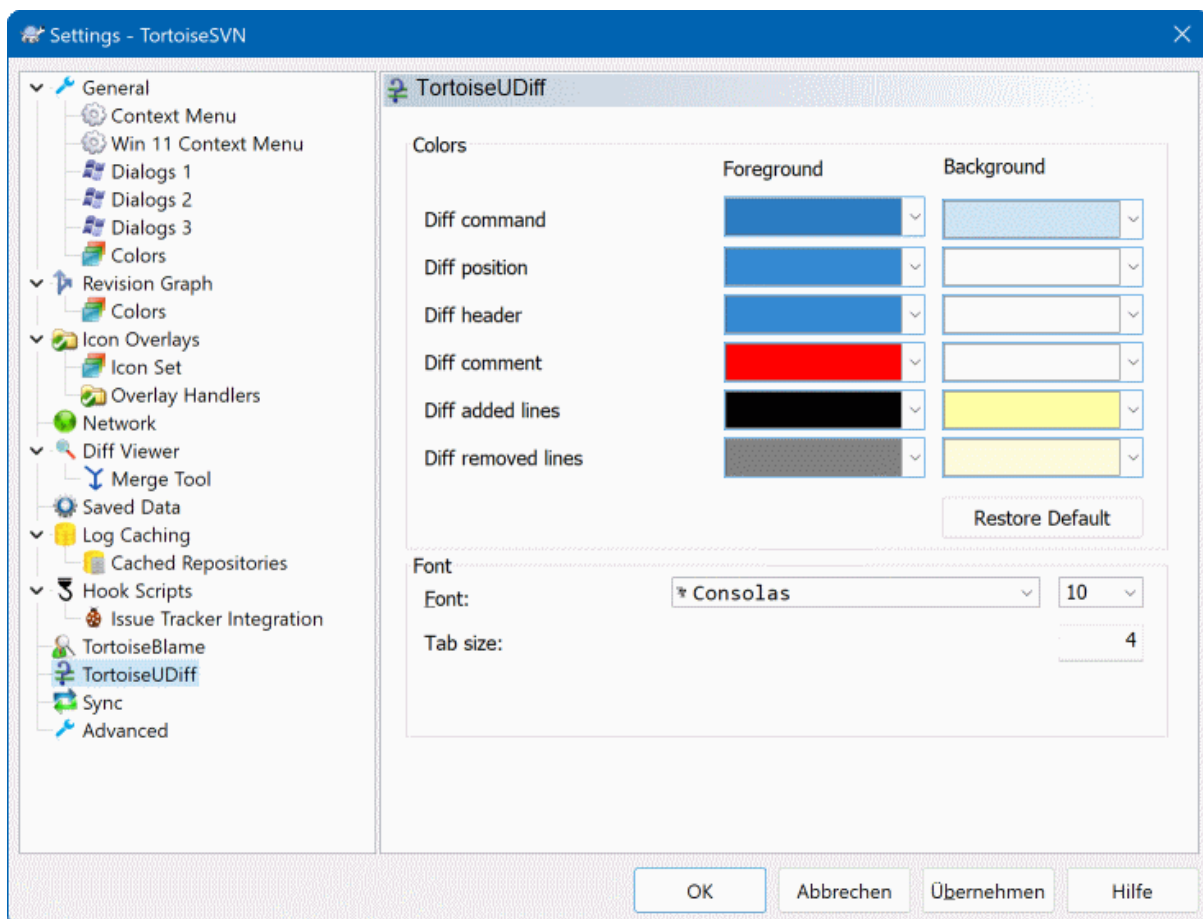 Settings - TortoiseSVN
General
Context Menu
Win 11 Context Menu
Dialogs 1
Dialogs 2
Dialogs 3
Colors
Revision Graph
Colors
Icon Overlays
Icon Set
Overlay Handlers
Network
Diff Viewer
Merge Tool
Saved Data
Log Caching
Cached Repositories
Hook Scripts
Issue Tracker Integration
TortoiseBlame
TortoiseUDiff
Sync
Advanced
TortoiseUDiff
Colors
Foreground Background
Diff command
Diff position
Diff header
Diff comment
Diff added lines
Diff removed lines
Restore Default
Font
Font: Consolas 10
Tab size: 4
OK Abbrechen Übernehmen Hilfe